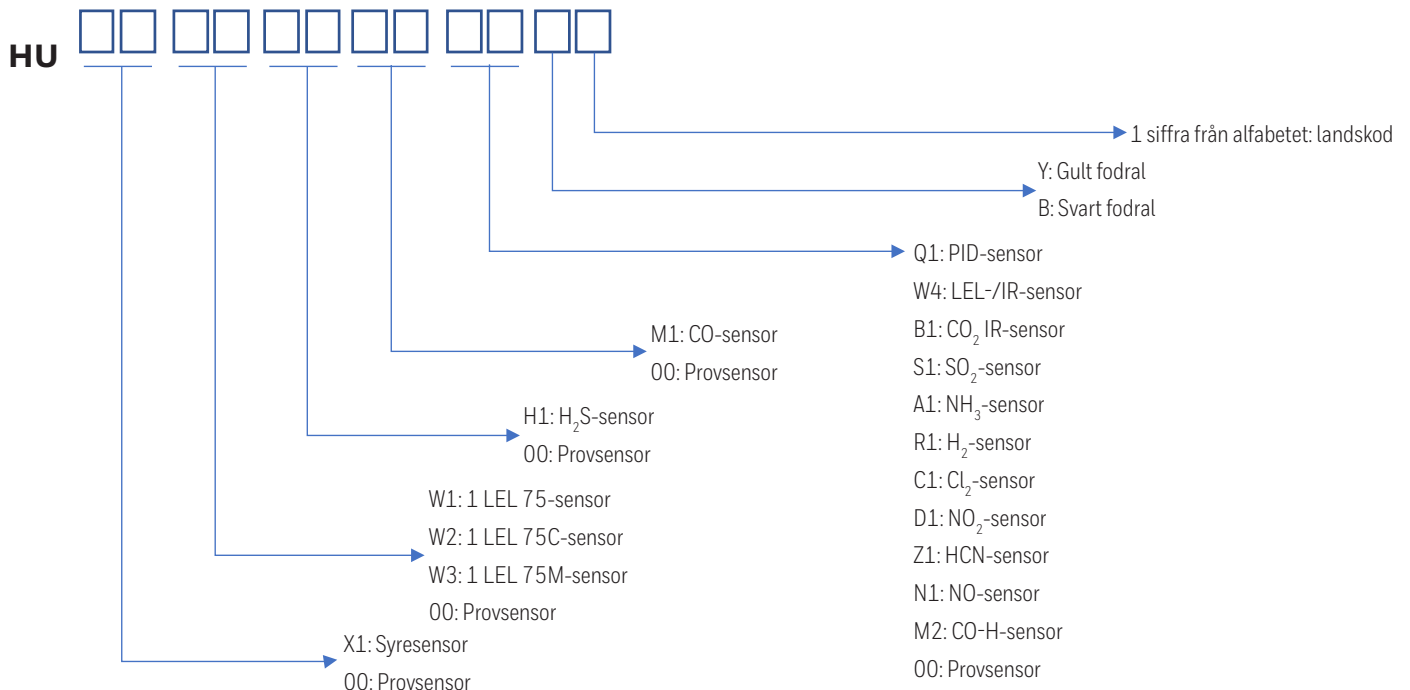 HU
1 siffra från alfabetet: landskod
Y: Gult fodral
B: Svart fodral
Q1: PID-sensor
W4: LEL-/IR-sensor
B1: CO₂ IR-sensor
S1: SO₂-sensor
A1: NH₃-sensor
R1: H₂-sensor
C1: Cl₂-sensor
D1: NO₂-sensor
Z1: HCN-sensor
N1: NO-sensor
M2: CO-H-sensor
00: Provsensor
M1: CO-sensor
00: Provsensor
H1: H₂S-sensor
00: Provsensor
W1: 1 LEL 75-sensor
W2: 1 LEL 75C-sensor
W3: 1 LEL 75M-sensor
00: Provsensor
X1: Syresensor
00: Provsensor